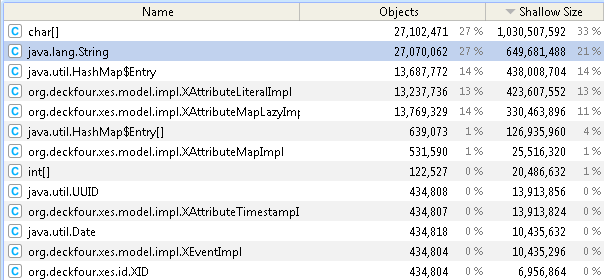 Name Objects Shallow Size
C char[] 27,102,471 27 % 1,030,507,592 33 %
C java.lang.String 27,070,062 27 % 649,681,488 21 %
C java.util.HashMap$Entry 13,687,772 14 % 438,008,704 14 %
C org.deckfour.xes.model.impl.XAttributeLiteralImpl 13,237,736 13 % 423,607,552 13 %
C org.deckfour.xes.model.impl.XAttributeMapLazyImp 13,769,329 14 % 330,463,896 11 %
C java.util.HashMap$Entry[] 639,073 1 % 126,935,960 4 %
C org.deckfour.xes.model.impl.XAttributeMapImpl 531,590 1 % 25,516,320 1 %
C int[] 122,527 0 % 20,486,632 1 %
C java.util.UUID 434,808 0 % 13,913,856 0 %
C org.deckfour.xes.model.impl.XAttributeTimestampI 434,807 0 % 13,913,824 0 %
C java.util.Date 434,818 0 % 10,435,632 0 %
C org.deckfour.xes.model.impl.XEventImpl 434,804 0 % 10,435,296 0 %
C org.deckfour.xes.id.XID 434,804 0 % 6,956,864 0 %